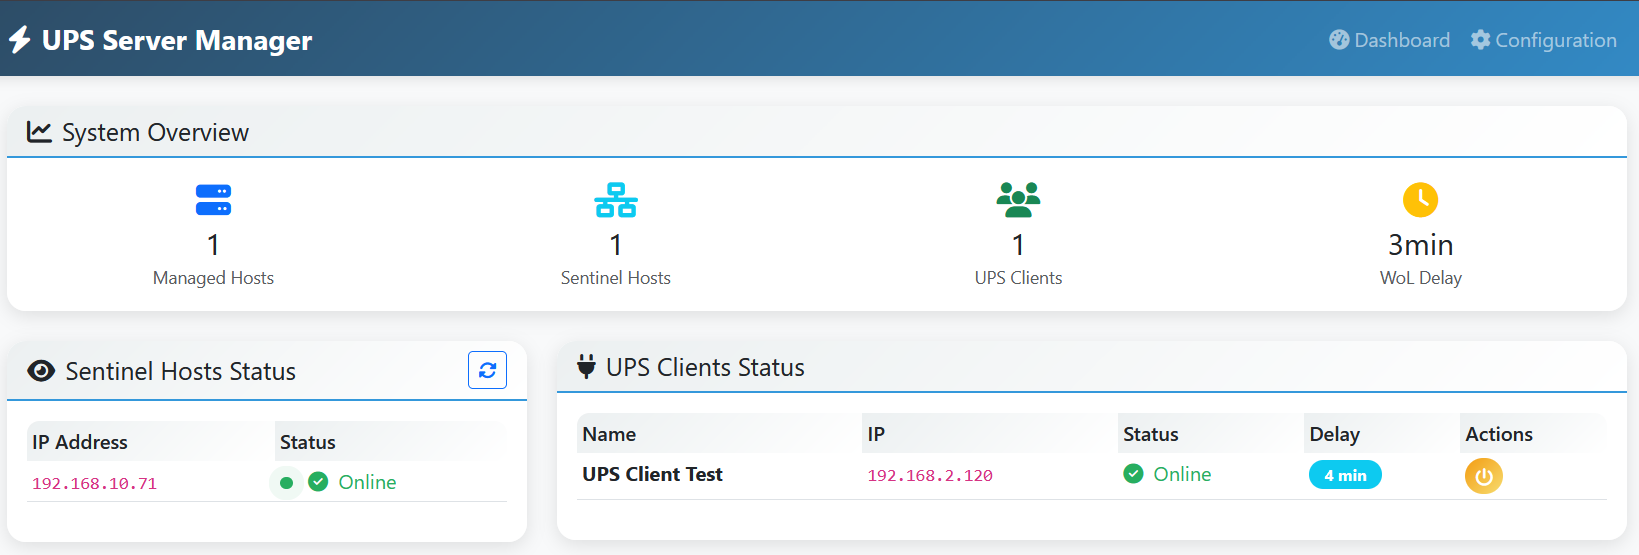 UPS Server Manager
Dashboard
Configuration
System Overview
1
Managed Hosts
1
Sentinel Hosts
1
UPS Clients
3min
WoL Delay
Sentinel Hosts Status
IP Address Status
192.168.10.71 Online
UPS Clients Status
Name IP Status Delay Actions
UPS Client Test 192.168.2.120 Online 4 min